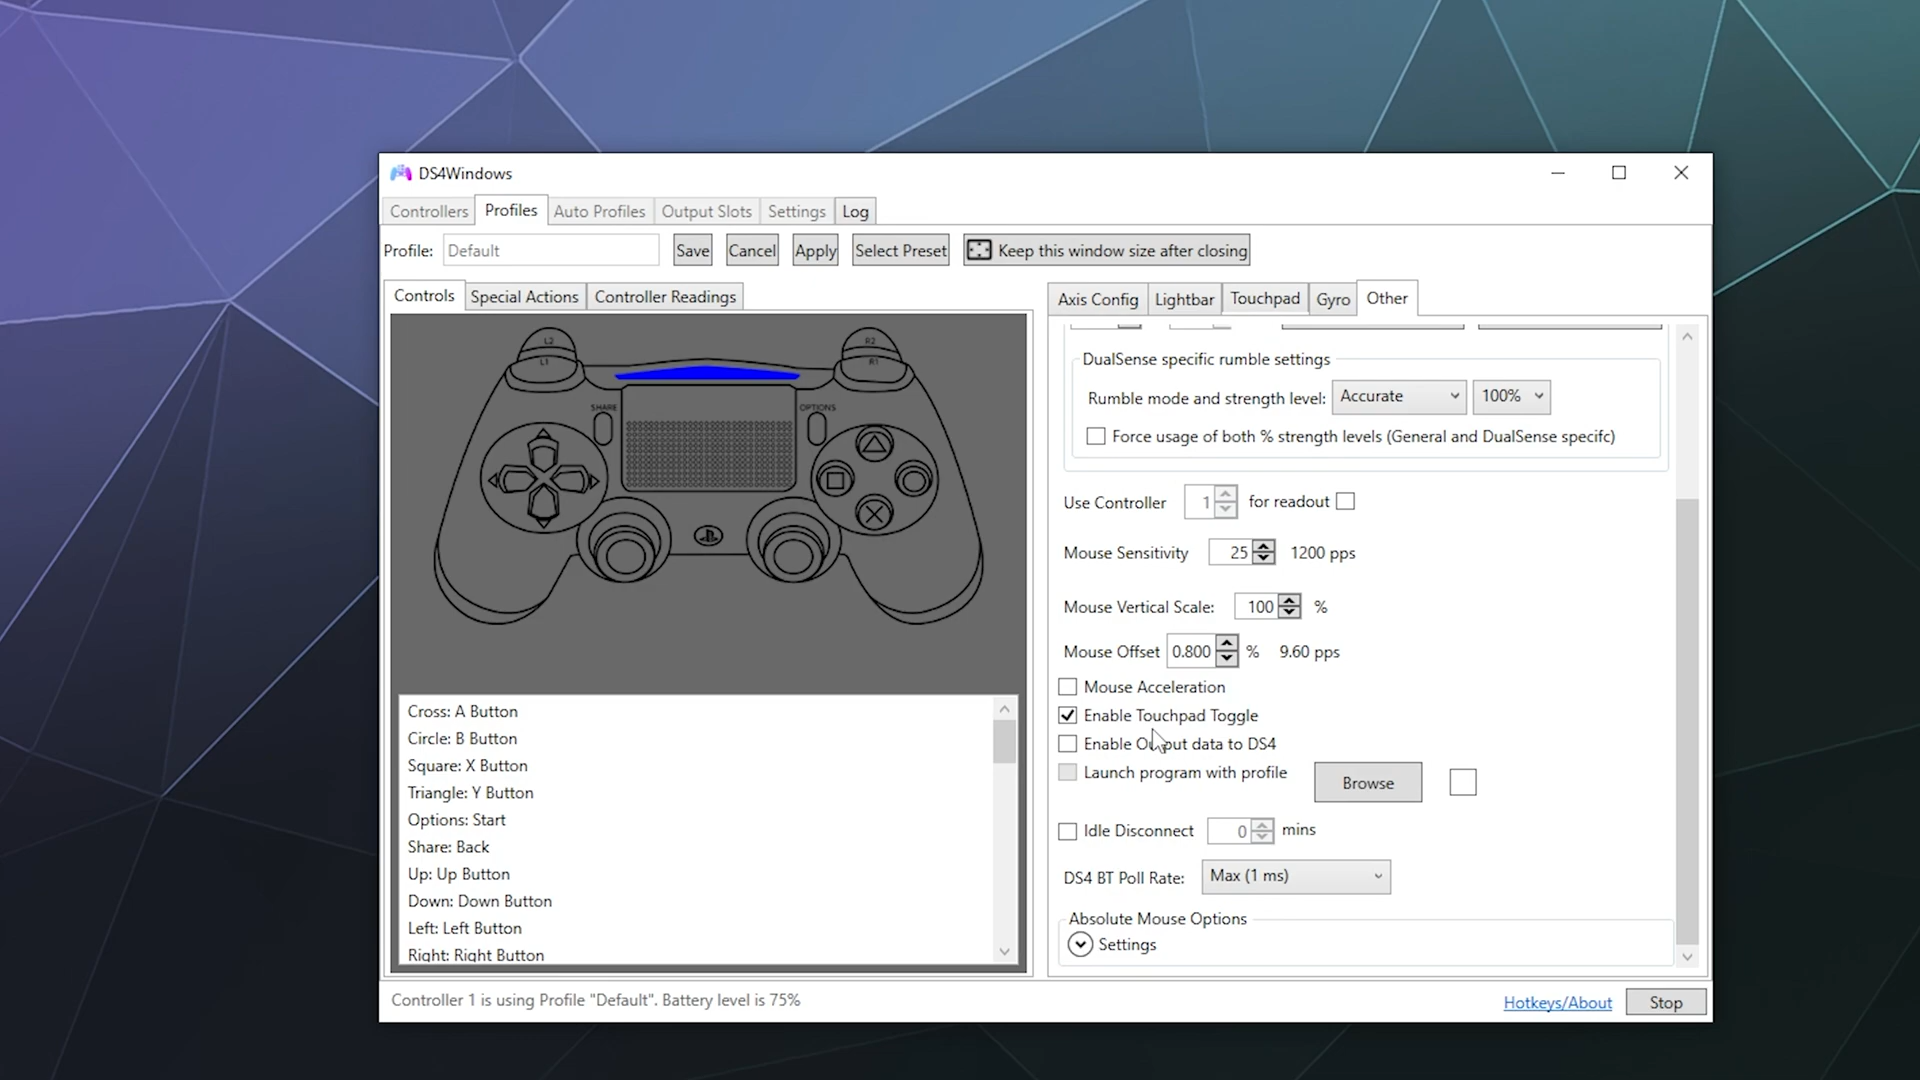 DS4Windows
Controllers Profiles Auto Profiles Output Slots Settings Log
Profile: Default Save Cancel Apply Select Preset Keep this window size after closing
Controls Special Actions Controller Readings
Axis Config Lightbar Touchpad Gyro Other
L2 R2
L1 R1
SHARE OPTIONS
Cross: A Button
Circle: B Button
Square: X Button
Triangle: Y Button
Options: Start
Share: Back
Up: Up Button
Down: Down Button
Left: Left Button
Right: Right Button
DualSense specific rumble settings
Rumble mode and strength level: Accurate 100%
Force usage of both % strength levels (General and DualSense specifc)
Use Controller 1 for readout
Mouse Sensitivity 25 1200 pps
Mouse Vertical Scale: 100 %
Mouse Offset 0.800 % 9.60 pps
Mouse Acceleration
Enable Touchpad Toggle
Enable Output data to DS4
Launch program with profile Browse
Idle Disconnect 0 mins
DS4 BT Poll Rate: Max (1 ms)
Absolute Mouse Options
Settings
Controller 1 is using Profile "Default". Battery level is 75%
Hotkeys/About Stop